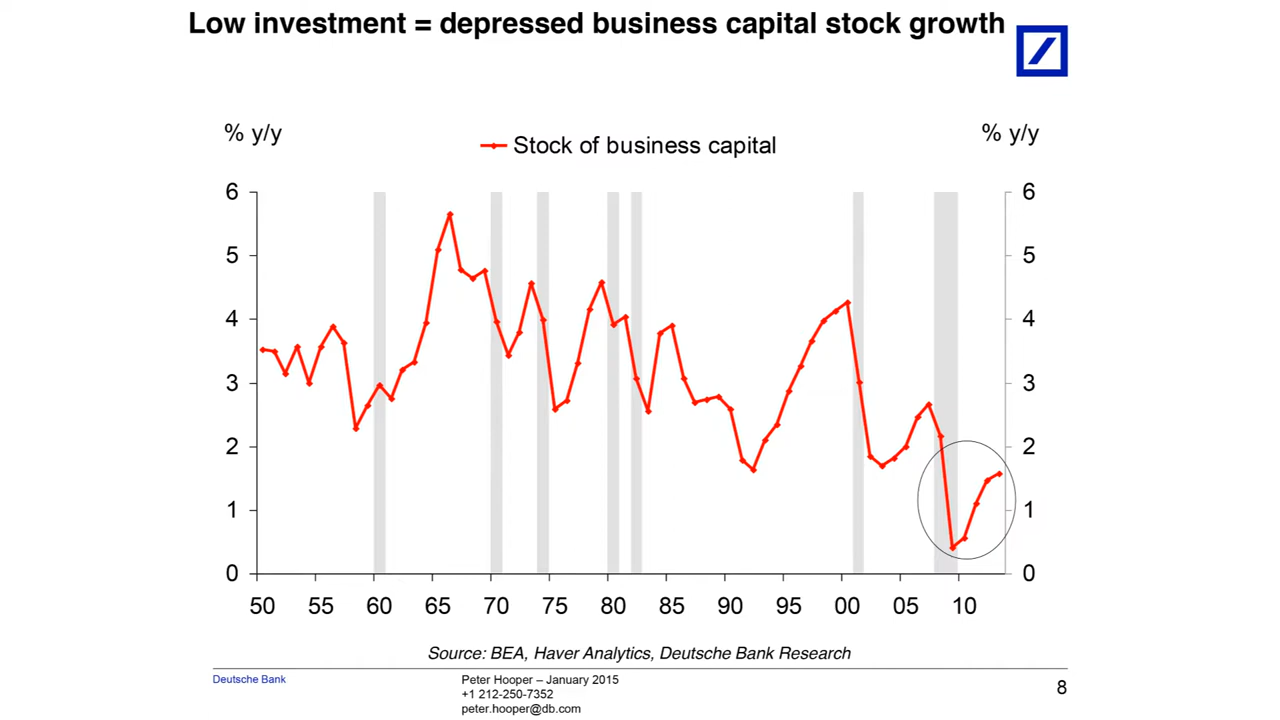 Low investment = depressed business capital stock growth
% y/y
% y/y
Stock of business capital
6
6
5
5
4
4
3
3
2
2
1
1
0
0
50 55 60 65 70 75 80 85 90 95 00 05 10
Source: BEA, Haver Analytics, Deutsche Bank Research
Deutsche Bank
Peter Hooper – January 2015
+1 212-250-7352
peter.hooper@db.com
8